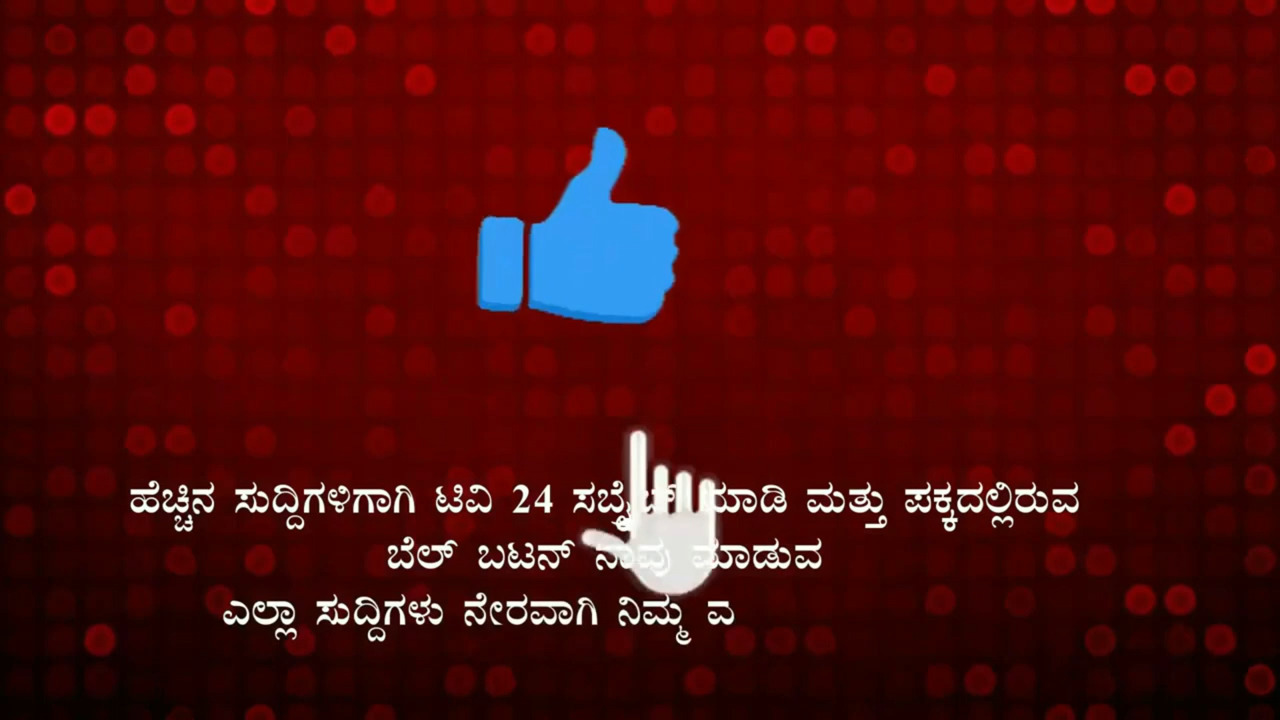 ಹೆಚ್ಚಿನ ಸುದ್ದಿಗಳಿಗಾಗಿ ಟಿವಿ 24 ಮಾಡಿ ಮತ್ತು ಪಕ್ಕದಲ್ಲಿರುವ
ಬೆಲ್ ಬಟನ್ ನಾವು ಮಾಡುವ
ಎಲ್ಲಾ ಸುದ್ದಿಗಳು ನೇರವಾಗಿ ನಿಮ್ಮ ವ